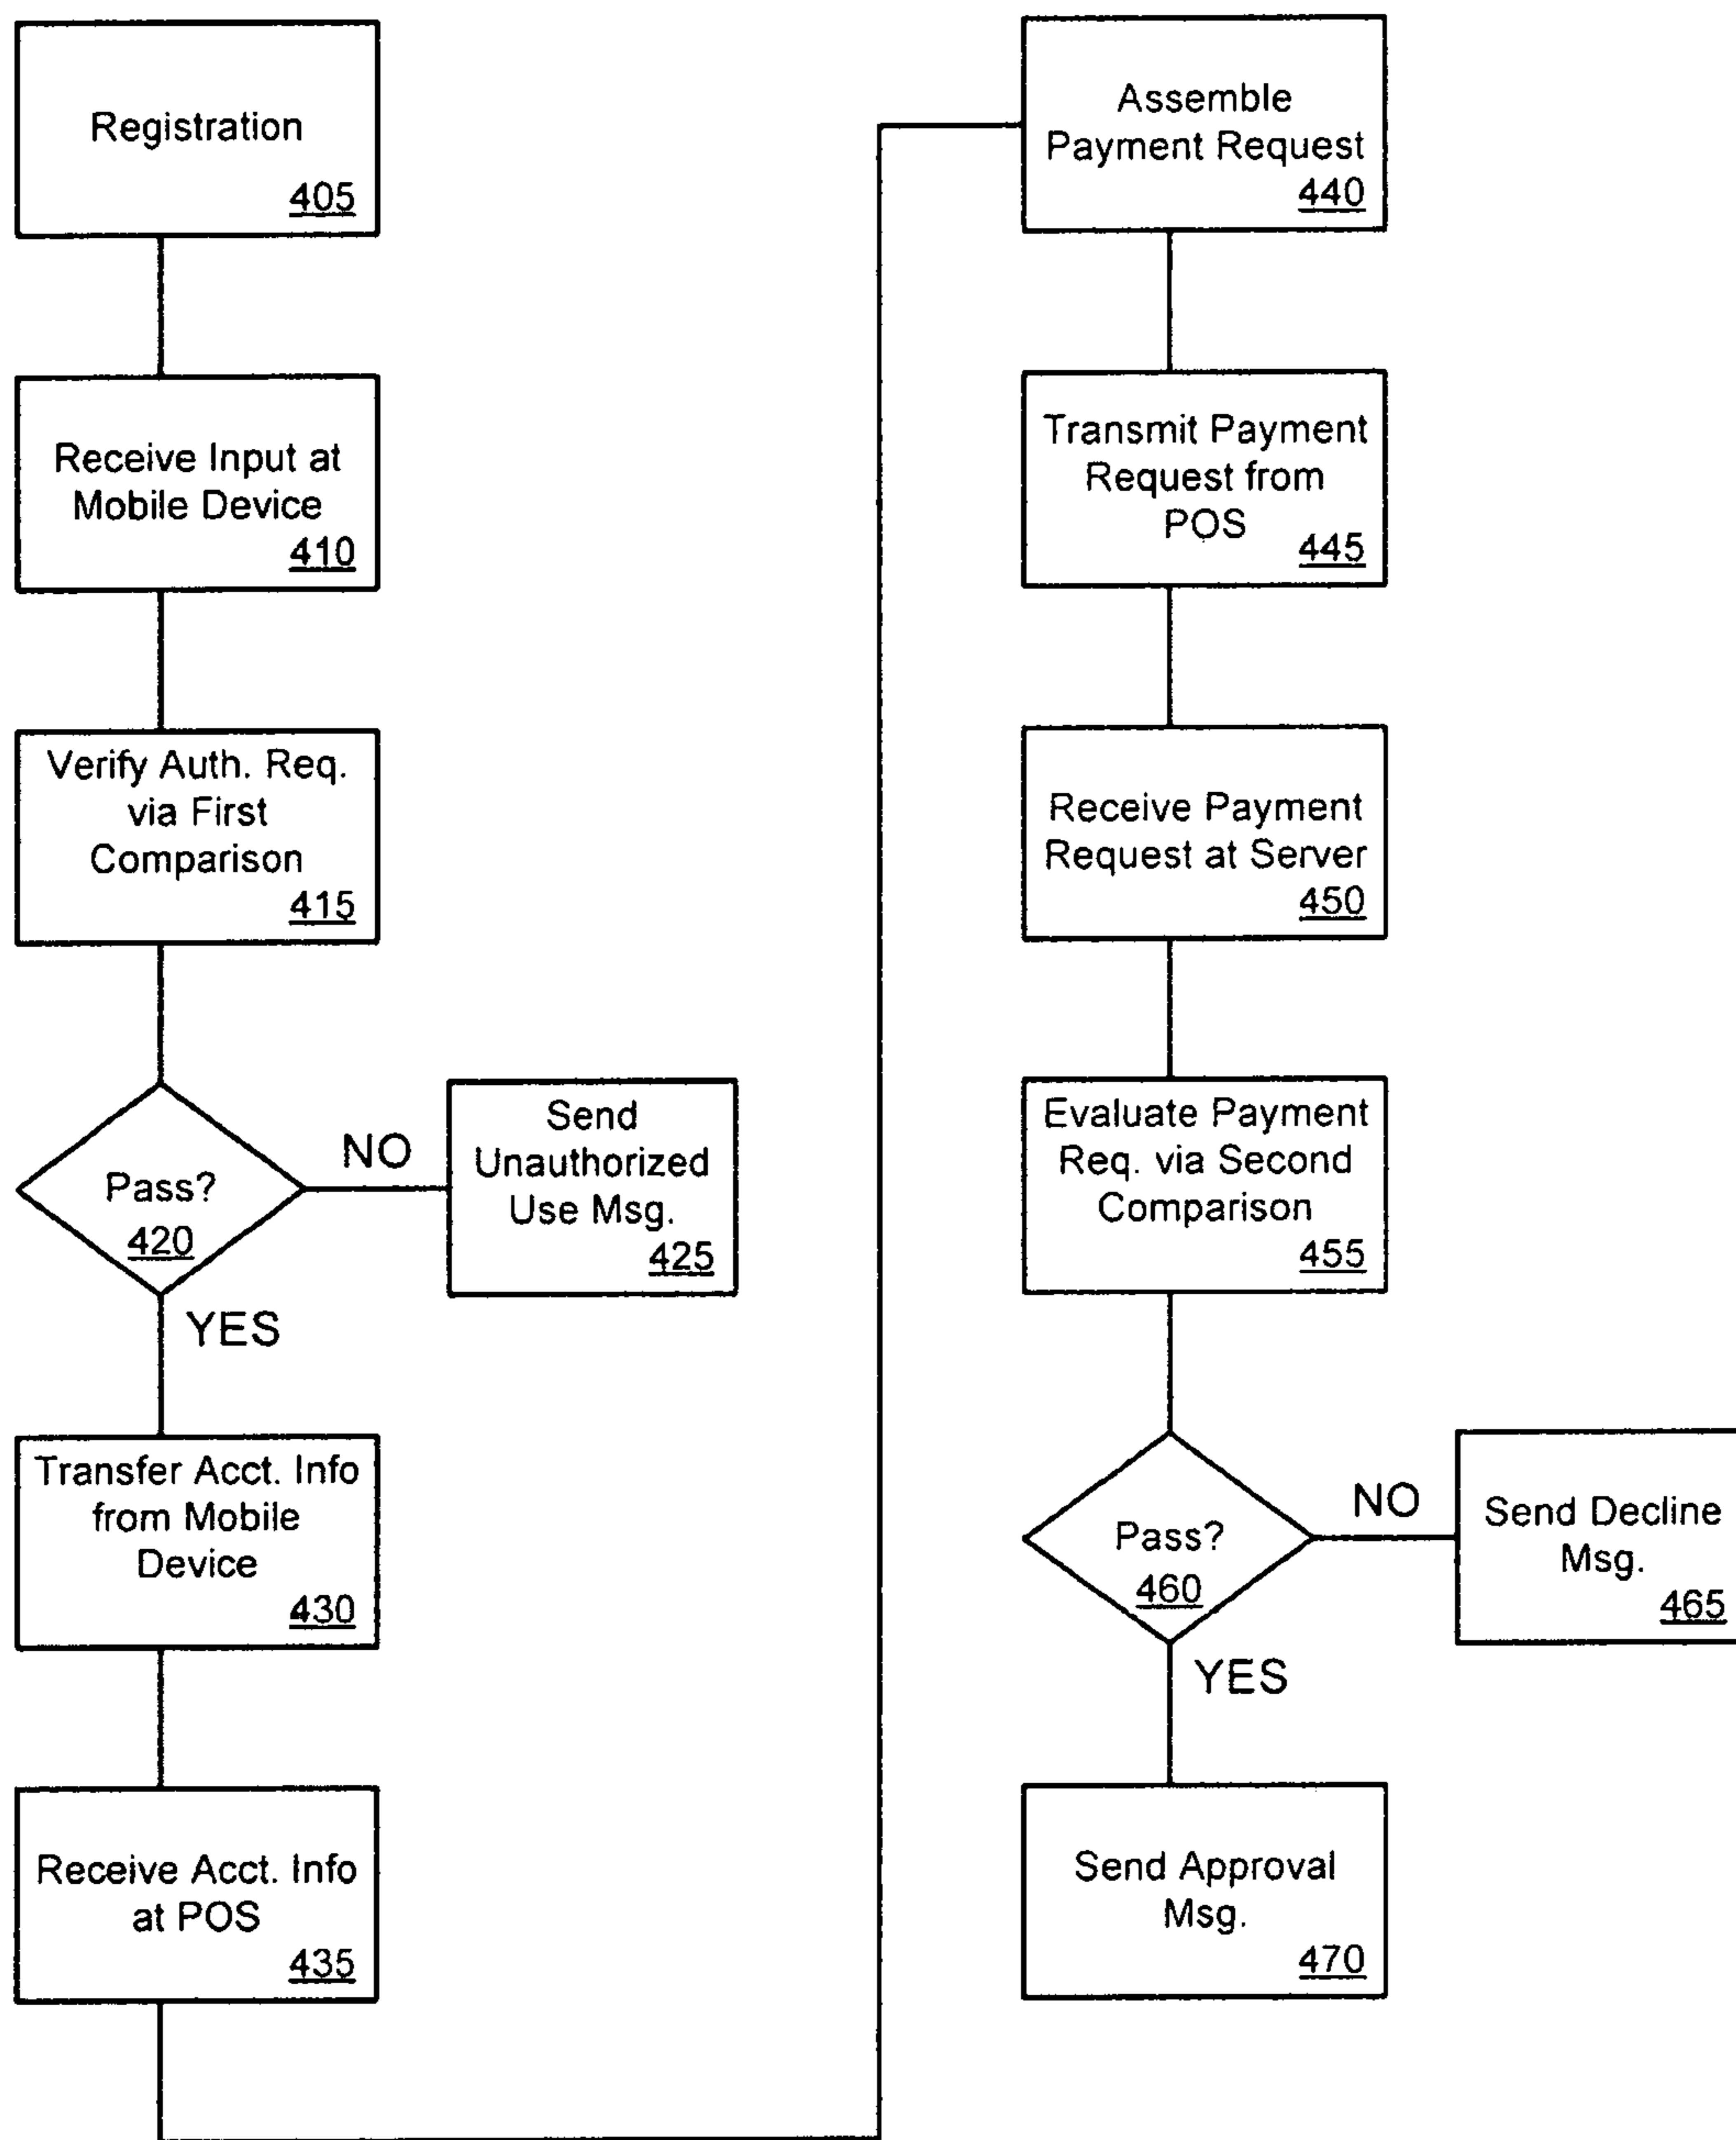 Registration
405
Receive Input at
Mobile Device
410
Verify Auth. Req.
via First
Comparison
415
Pass?
420
NO
Send
Unauthorized
Use Msg.
425
YES
Transfer Acct. Info
from Mobile
Device
430
Receive Acct. Info
at POS
435
Assemble
Payment Request
440
Transmit Payment
Request from
POS
445
Receive Payment
Request at Server
450
Evaluate Payment
Req. via Second
Comparison
455
Pass?
460
NO
Send Decline
Msg.
465
YES
Send Approval
Msg.
470